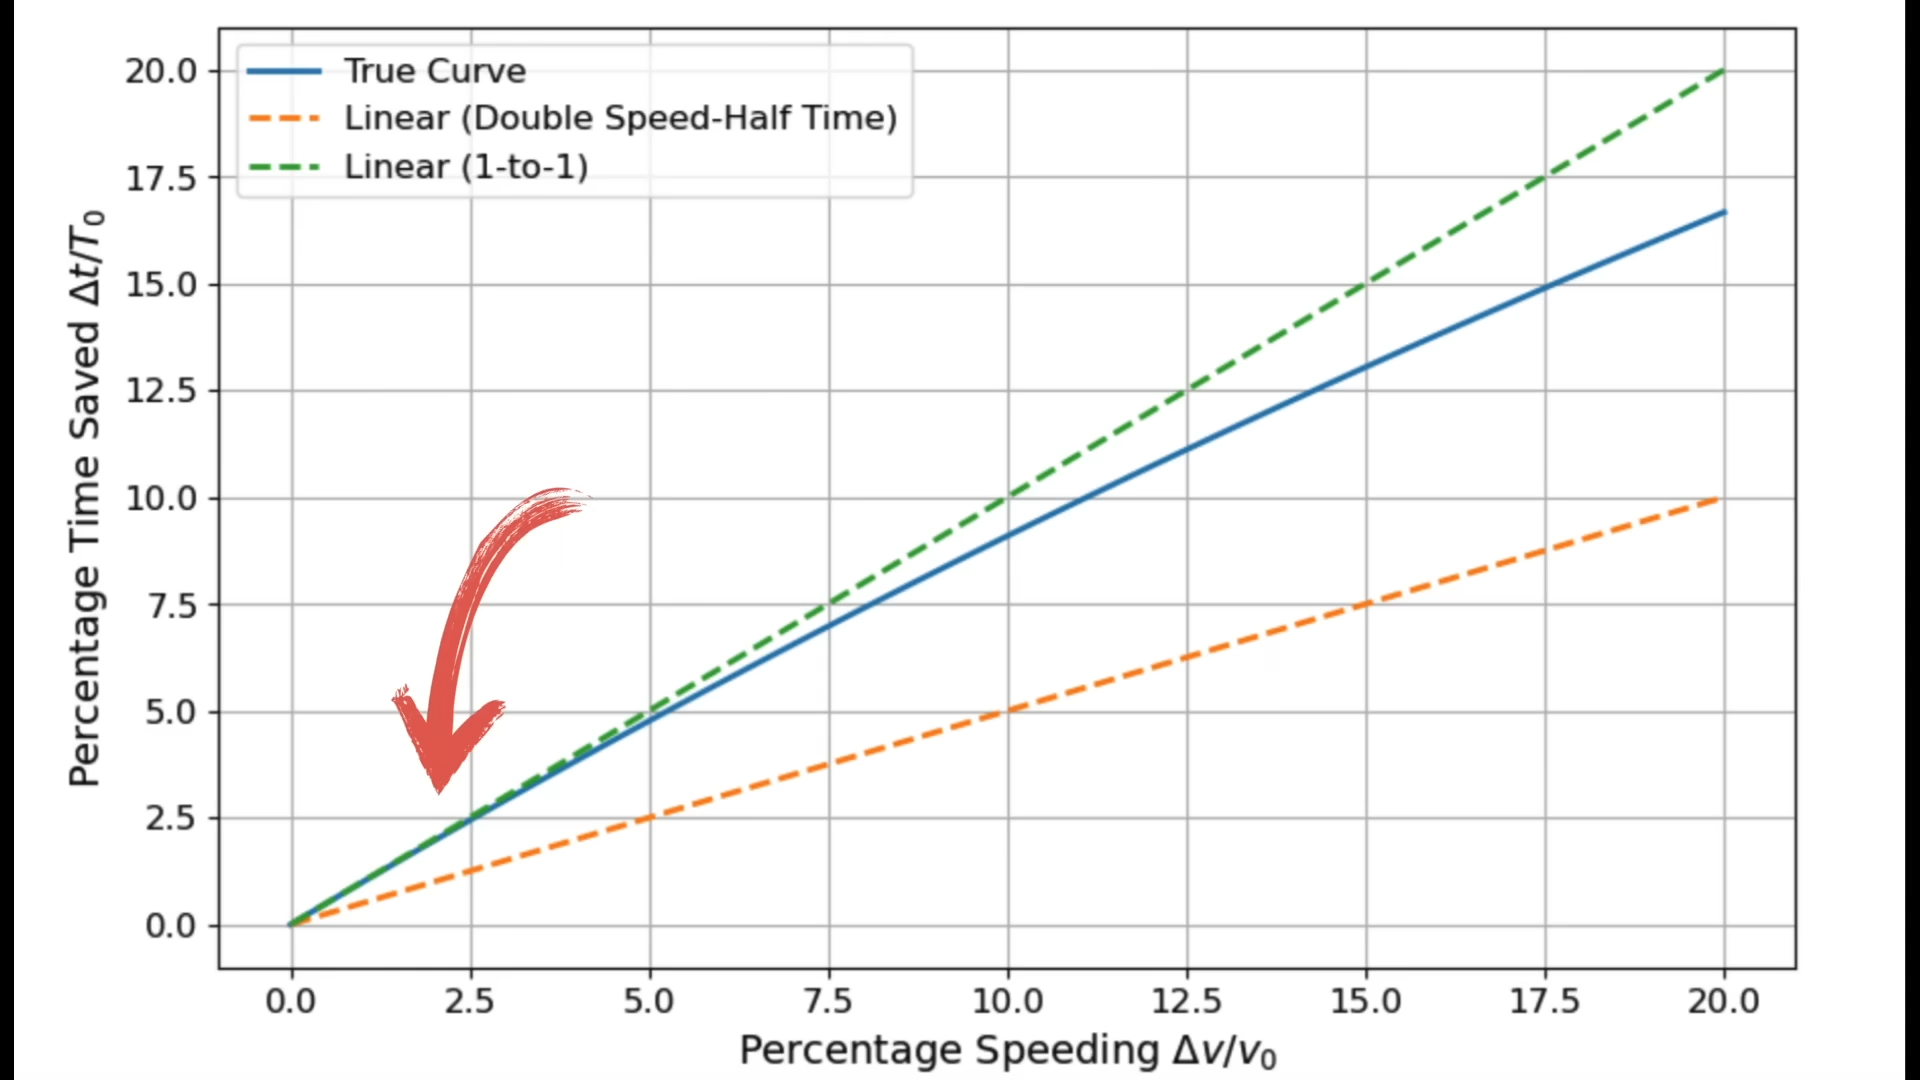 True Curve
Linear (Double Speed-Half Time)
Linear (1-to-1)
20.0
17.5
15.0
12.5
10.0
7.5
5.0
2.5
0.0
Percentage Time Saved Δt/T₀
0.0 2.5 5.0 7.5 10.0 12.5 15.0 17.5 20.0
Percentage Speeding Δv/v₀